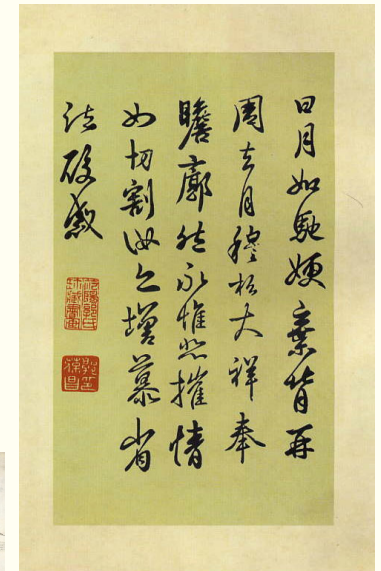 日月如馳嫂棄背再
周去月穆松大祥奉
瞻廓然永惟悲摧情
如切割汝亦增慕省
疏酸感